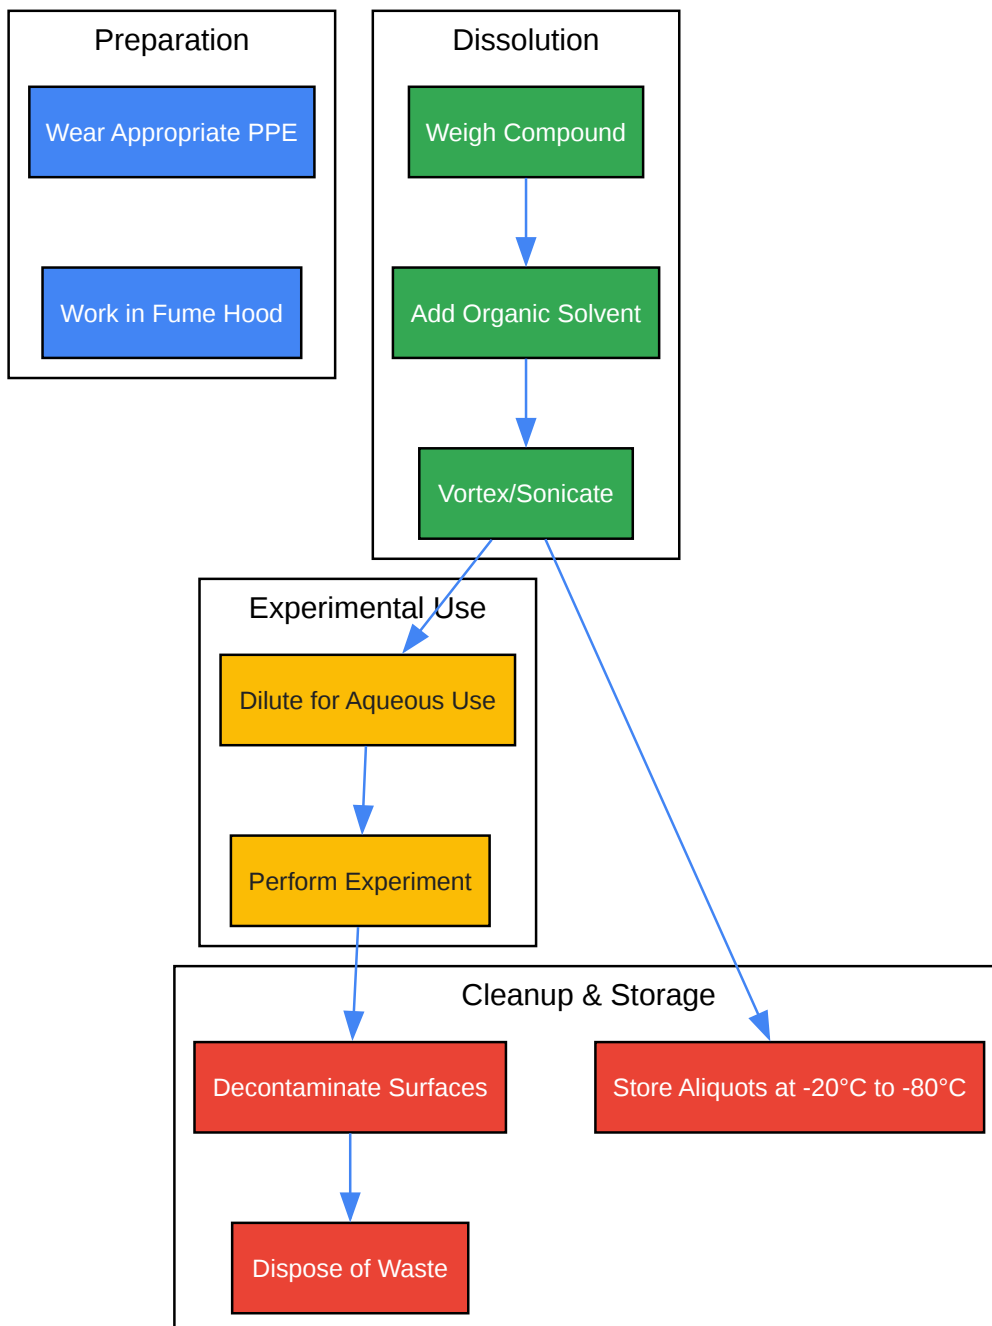 Preparation
Wear Appropriate PPE
Work in Fume Hood
Dissolution
Weigh Compound
Add Organic Solvent
Vortex/Sonicate
Experimental Use
Dilute for Aqueous Use
Perform Experiment
Cleanup & Storage
Decontaminate Surfaces
Store Aliquots at -20°C to -80°C
Dispose of Waste